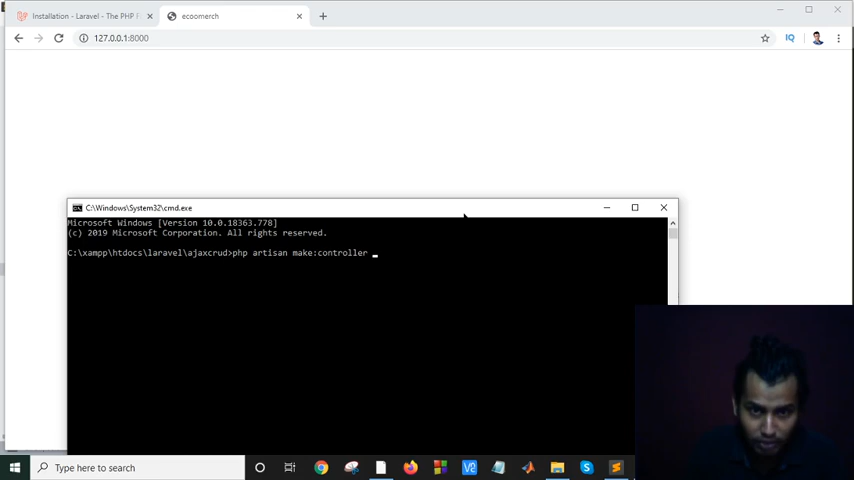 Installation - Laravel - The PHP F
ecoomerch
127.0.0.1:8000
IQ
C:\Windows\System32\cmd.exe
Microsoft Windows [Version 10.0.18363.778]
(c) 2019 Microsoft Corporation. All rights reserved.
C:\xampp\htdocs\laravel\ajaxcrud>php artisan make:controller _
Type here to search